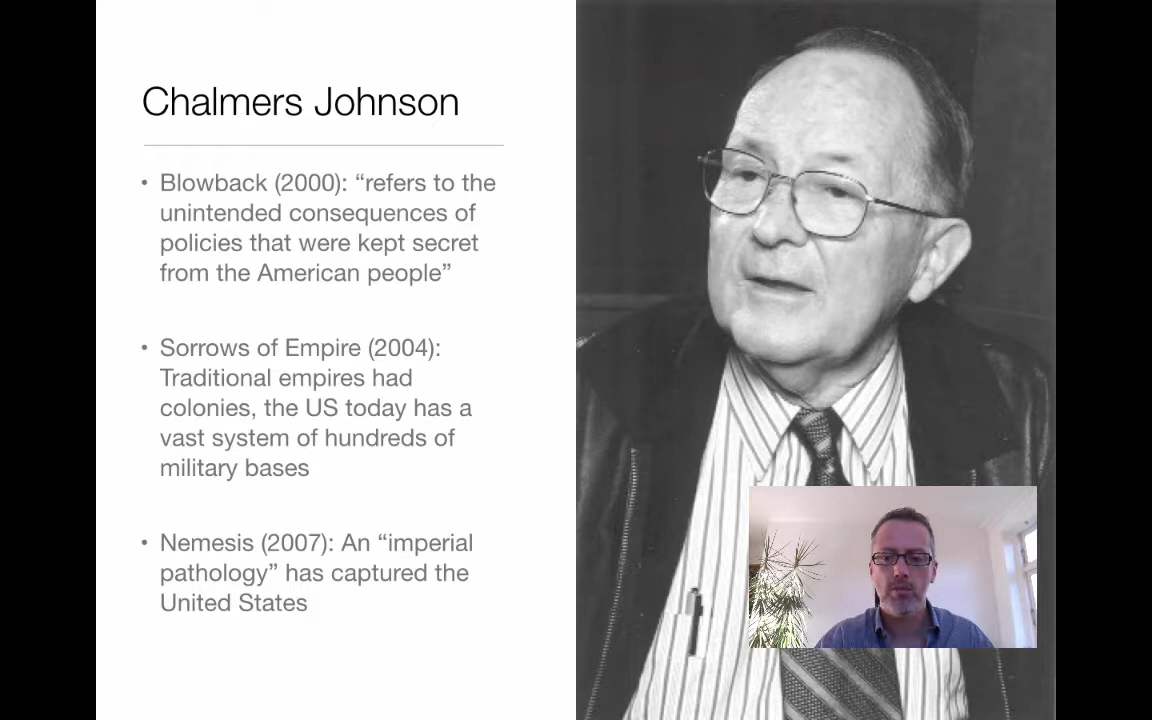 Chalmers Johnson
• Blowback (2000): “refers to the
unintended consequences of
policies that were kept secret
from the American people”
• Sorrows of Empire (2004):
Traditional empires had
colonies, the US today has a
vast system of hundreds of
military bases
• Nemesis (2007): An “imperial
pathology” has captured the
United States